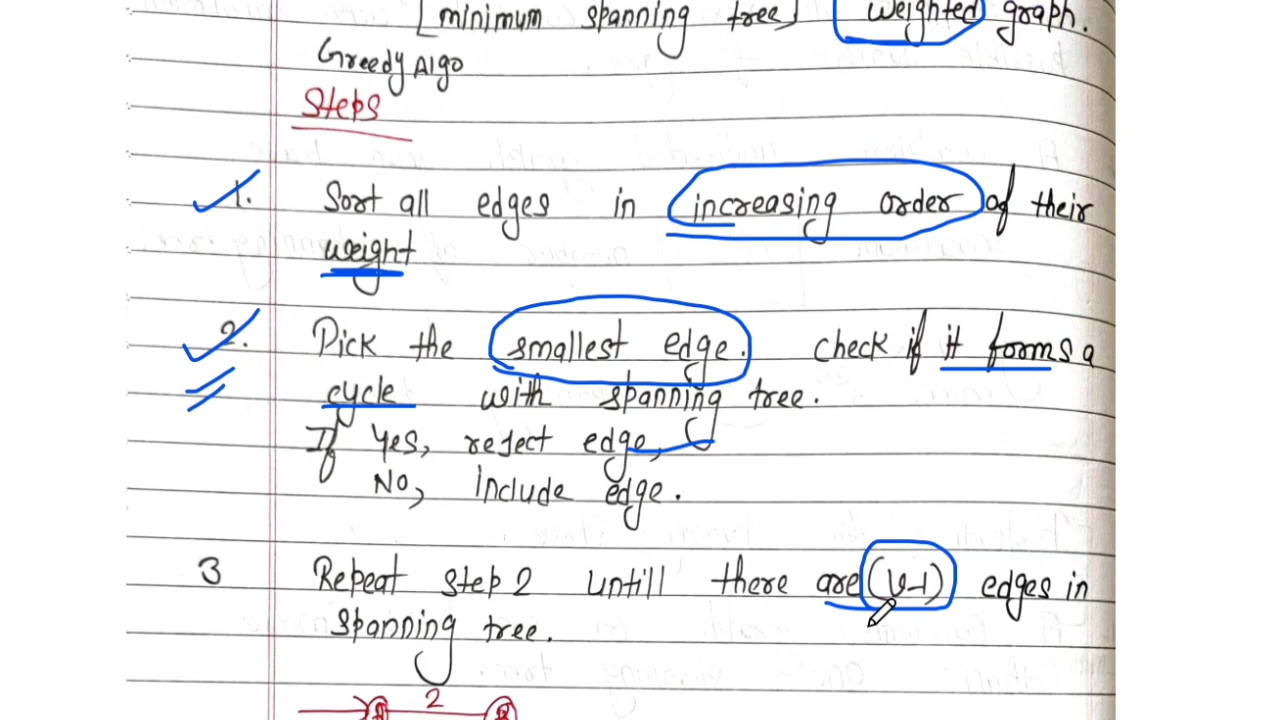 [minimum spanning tree] weighted graph.
Greedy Algo
Steps
1. Sort all edges in increasing order of their
weight
2. Pick the smallest edge. check if it forms a
cycle with spanning tree.
If Yes, reject edge,
No, include edge.
3 Repeat step 2 untill there are (V-1) edges in
spanning tree.
2